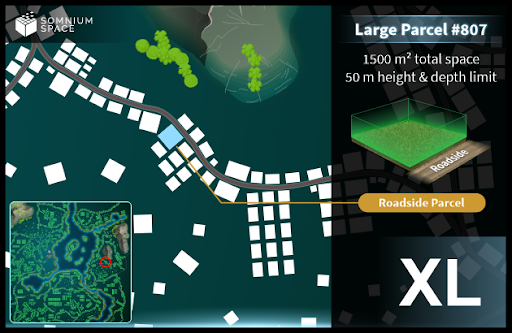 SOMNIUM
SPACE
Large Parcel #807
1500 m² total space
50 m height & depth limit
Roadside
Roadside Parcel
XL